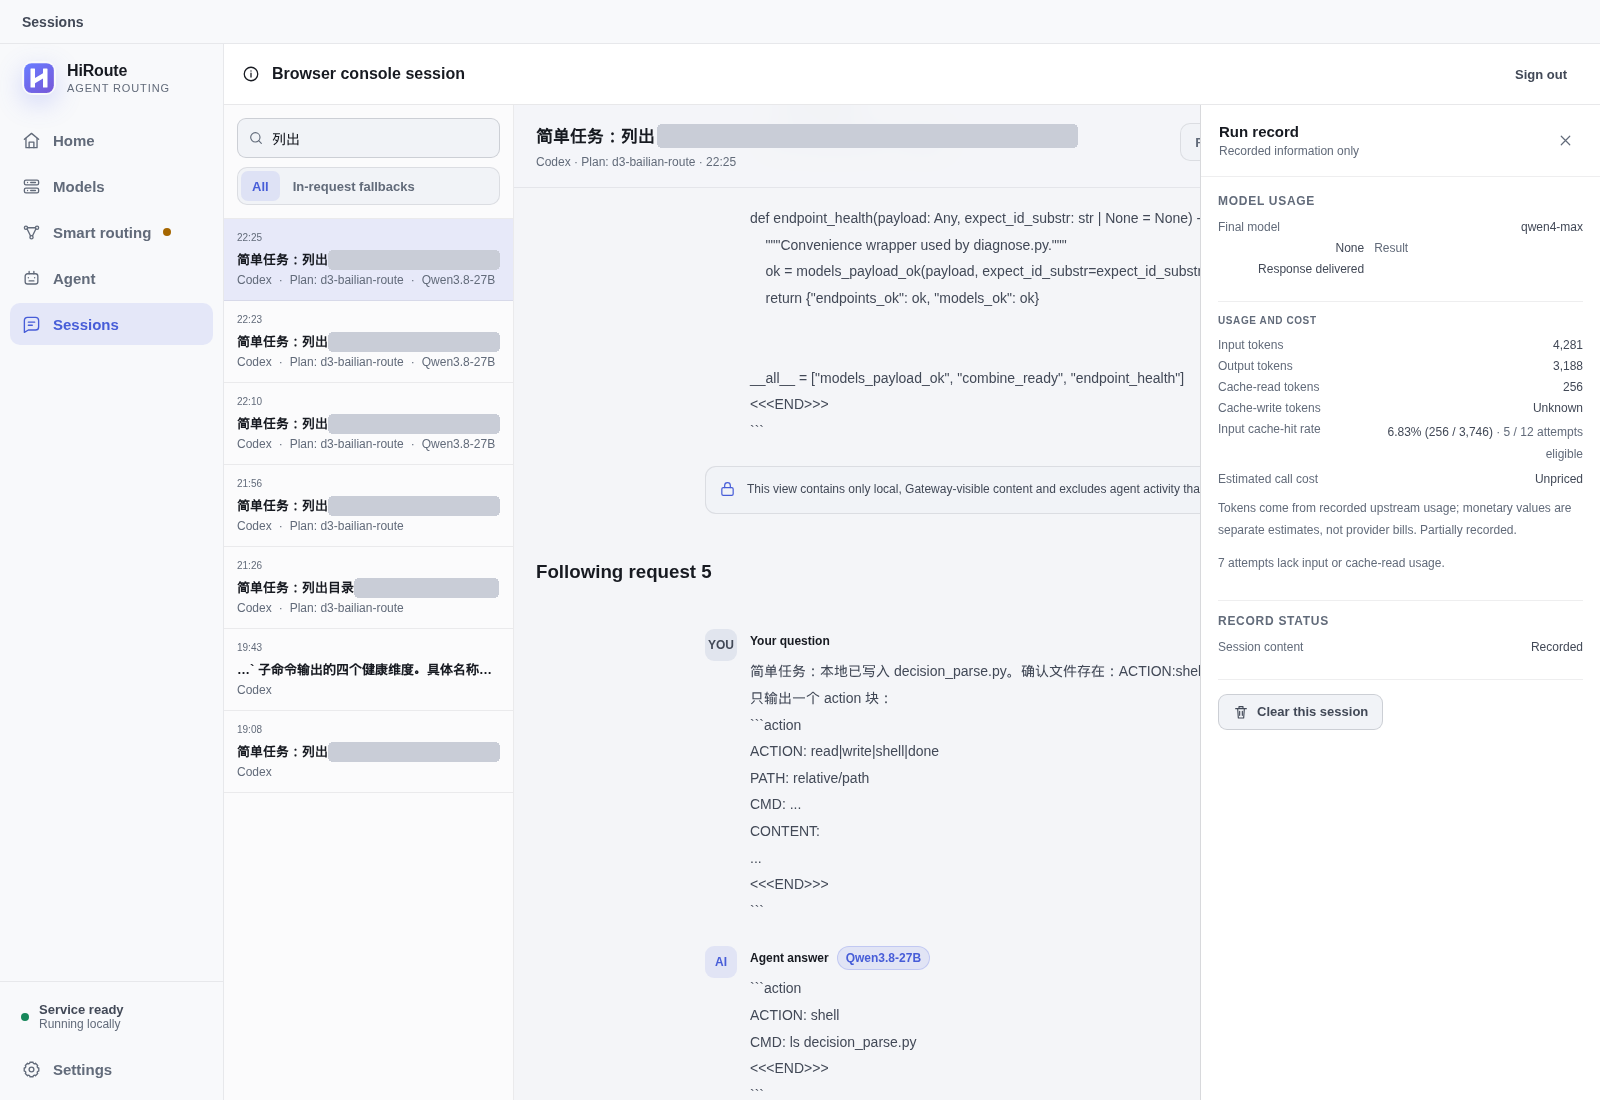 Sessions
HiRoute
AGENT ROUTING
Home
Models
Smart routing
Agent
Sessions
Service ready
Running locally
Settings
Browser console session
Sign out
列出
All
In-request fallbacks
22:25
简单任务：列出
Codex · Plan: d3-bailian-route · Qwen3.8-27B
22:23
简单任务：列出
Codex · Plan: d3-bailian-route · Qwen3.8-27B
22:10
简单任务：列出
Codex · Plan: d3-bailian-route · Qwen3.8-27B
21:56
简单任务：列出
Codex · Plan: d3-bailian-route
21:26
简单任务：列出目录
Codex · Plan: d3-bailian-route
19:43
...` 子命令输出的四个健康维度。具体名称...
Codex
19:08
简单任务：列出
Codex
简单任务：列出
Codex · Plan: d3-bailian-route · 22:25
def endpoint_health(payload: Any, expect_id_substr: str | None = None) -
"""Convenience wrapper used by diagnose.py."""
ok = models_payload_ok(payload, expect_id_substr=expect_id_substr
return {"endpoints_ok": ok, "models_ok": ok}
__all__ = ["models_payload_ok", "combine_ready", "endpoint_health"]
<<<END>>>
```
This view contains only local, Gateway-visible content and excludes agent activity tha
Following request 5
YOU
Your question
简单任务：本地已写入 decision_parse.py。确认文件存在：ACTION:shel
只输出一个 action 块：
```action
ACTION: read|write|shell|done
PATH: relative/path
CMD: ...
CONTENT:
...
<<<END>>>
```
AI
Agent answer
Qwen3.8-27B
```action
ACTION: shell
CMD: ls decision_parse.py
<<<END>>>
```
Run record
Recorded information only
MODEL USAGE
Final model qwen4-max
None Result
Response delivered
USAGE AND COST
Input tokens 4,281
Output tokens 3,188
Cache-read tokens 256
Cache-write tokens Unknown
Input cache-hit rate 6.83% (256 / 3,746) · 5 / 12 attempts
eligible
Estimated call cost Unpriced
Tokens come from recorded upstream usage; monetary values are
separate estimates, not provider bills. Partially recorded.
7 attempts lack input or cache-read usage.
RECORD STATUS
Session content Recorded
Clear this session